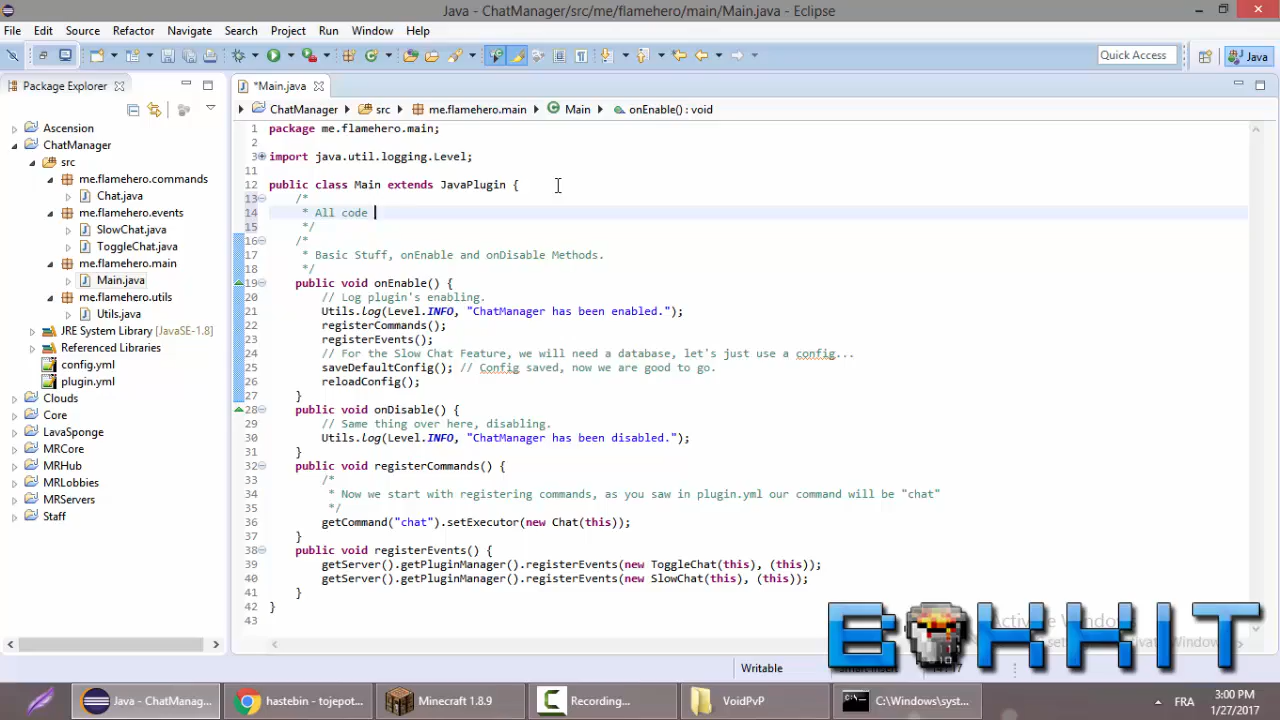 Java - ChatManager/src/me/flamehero/main/Main.java - Eclipse
File Edit Source Refactor Navigate Search Project Run Window Help
Quick Access
Java
Package Explorer
*Main.java
ChatManager src me.flamehero.main Main onEnable() : void
Ascension
ChatManager
src
me.flamehero.commands
Chat.java
me.flamehero.events
SlowChat.java
ToggleChat.java
me.flamehero.main
Main.java
me.flamehero.utils
Utils.java
JRE System Library [JavaSE-1.8]
Referenced Libraries
config.yml
plugin.yml
Clouds
Core
LavaSponge
MRCore
MRHub
MRLobbies
MRServers
Staff
1 package me.flamehero.main;
2
3 import java.util.logging.Level;
11
12 public class Main extends JavaPlugin {
13 /*
14 * All code
15 */
16 /*
17 * Basic Stuff, onEnable and onDisable Methods.
18 */
19 public void onEnable() {
20 // Log plugin's enabling.
21 Utils.log(Level.INFO, "ChatManager has been enabled.");
22 registerCommands();
23 registerEvents();
24 // For the Slow Chat Feature, we will need a database, let's just use a config...
25 saveDefaultConfig(); // Config saved, now we are good to go.
26 reloadConfig();
27 }
28 public void onDisable() {
29 // Same thing over here, disabling.
30 Utils.log(Level.INFO, "ChatManager has been disabled.");
31 }
32 public void registerCommands() {
33 /*
34 * Now we start with registering commands, as you saw in plugin.yml our command will be "chat"
35 */
36 getCommand("chat").setExecutor(new Chat(this));
37 }
38 public void registerEvents() {
39 getServer().getPluginManager().registerEvents(new ToggleChat(this), (this));
40 getServer().getPluginManager().registerEvents(new SlowChat(this), (this));
41 }
42 }
43
BUKKIT
Writable
Java - ChatManag...
hastebin - tojepot...
Minecraft 1.8.9
Recording...
VoidPvP
C:\Windows\syst...
FRA
3:00 PM
1/27/2017